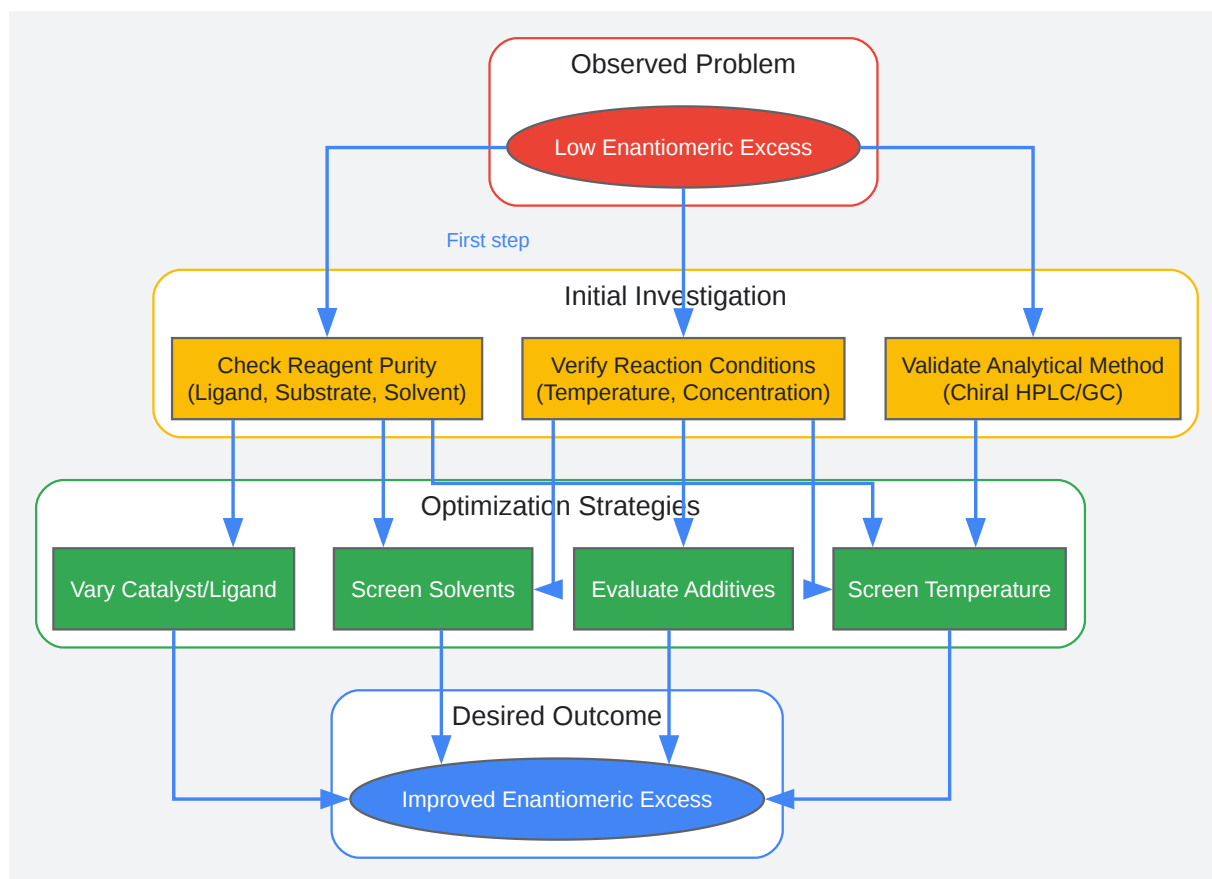 Observed Problem
Low Enantiomeric Excess
First step
Initial Investigation
Check Reagent Purity
(Ligand, Substrate, Solvent)
Verify Reaction Conditions
(Temperature, Concentration)
Validate Analytical Method
(Chiral HPLC/GC)
Optimization Strategies
Vary Catalyst/Ligand
Screen Solvents
Evaluate Additives
Screen Temperature
Desired Outcome
Improved Enantiomeric Excess